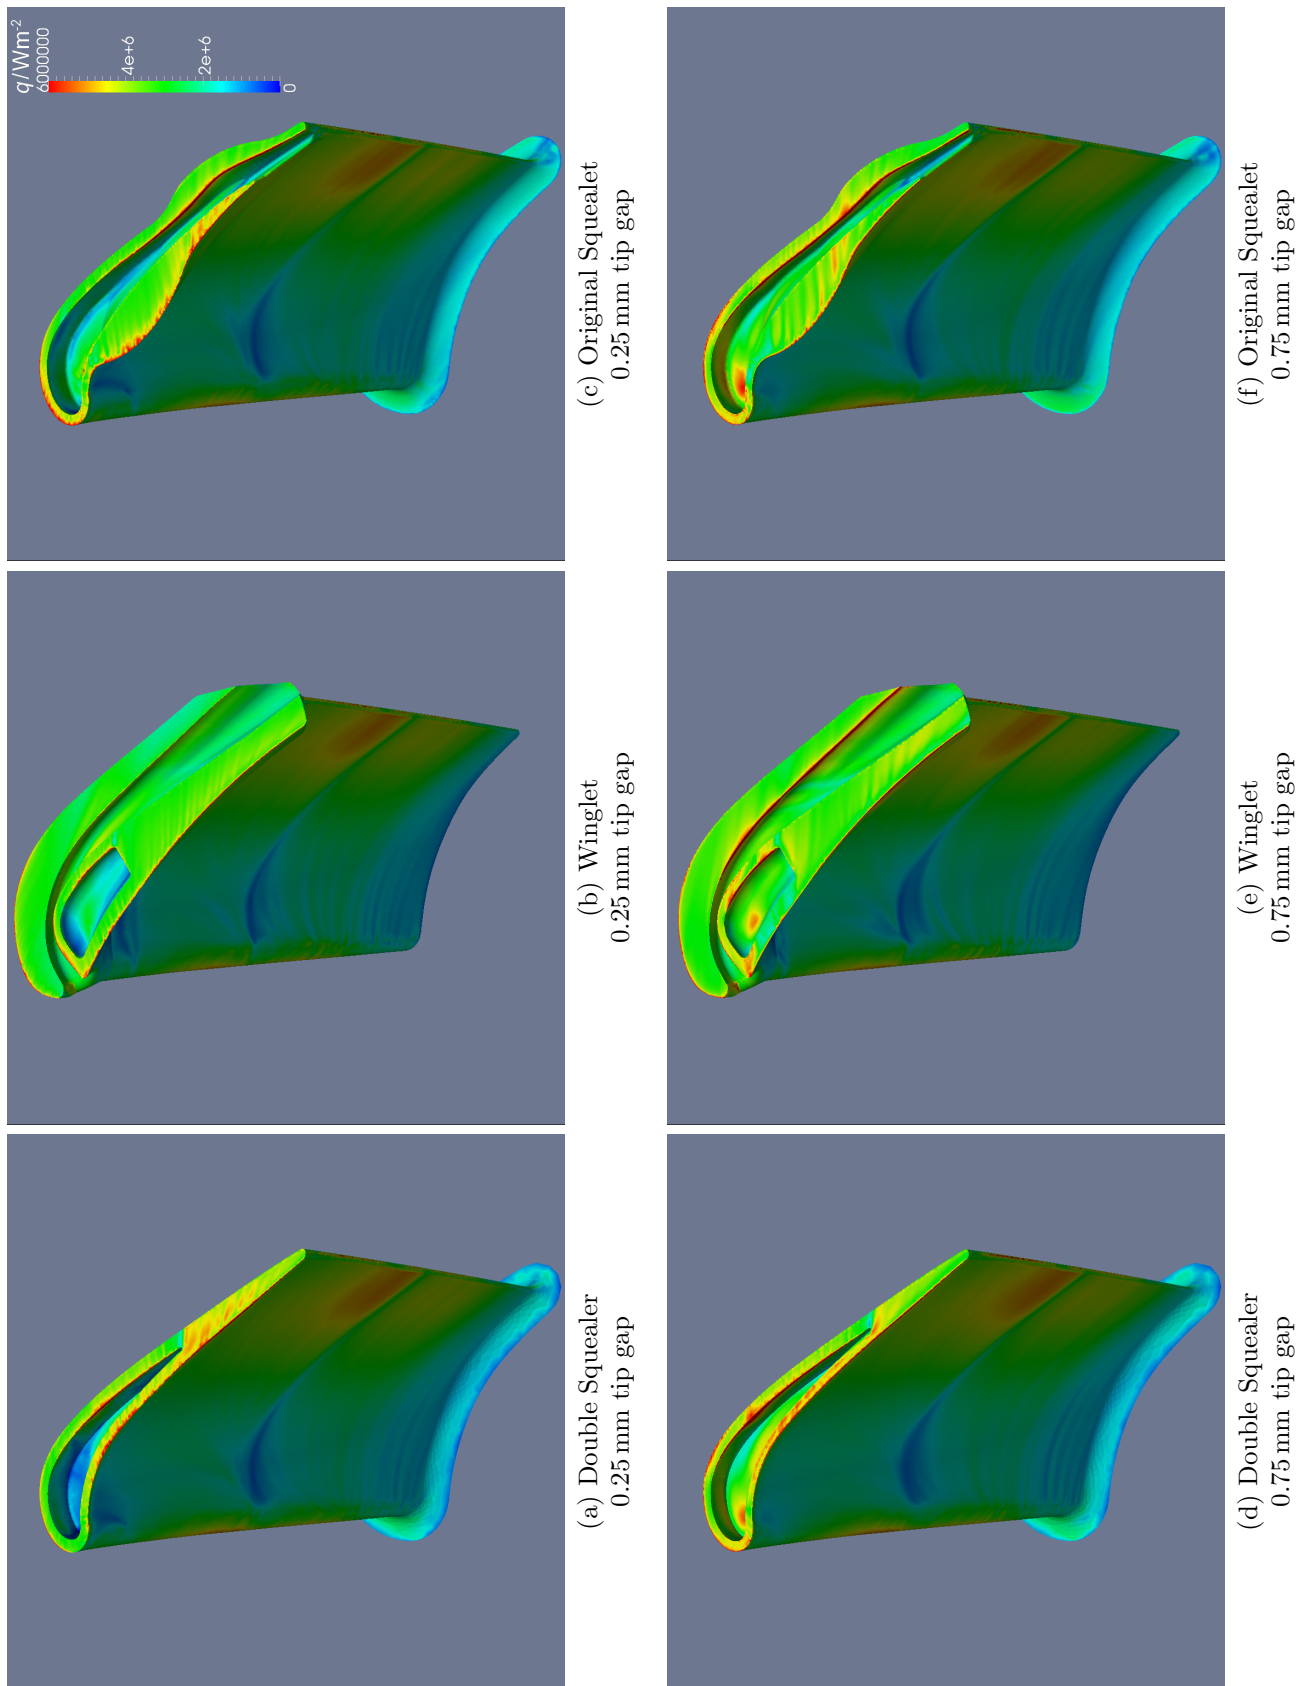 q/Wm-2
6000000
4e+6
2e+6
0
(a) Double Squealer
0.25 mm tip gap
(b) Winglet
0.25 mm tip gap
(c) Original Squealet
0.25 mm tip gap
(d) Double Squealer
0.75 mm tip gap
(e) Winglet
0.75 mm tip gap
(f) Original Squealet
0.75 mm tip gap